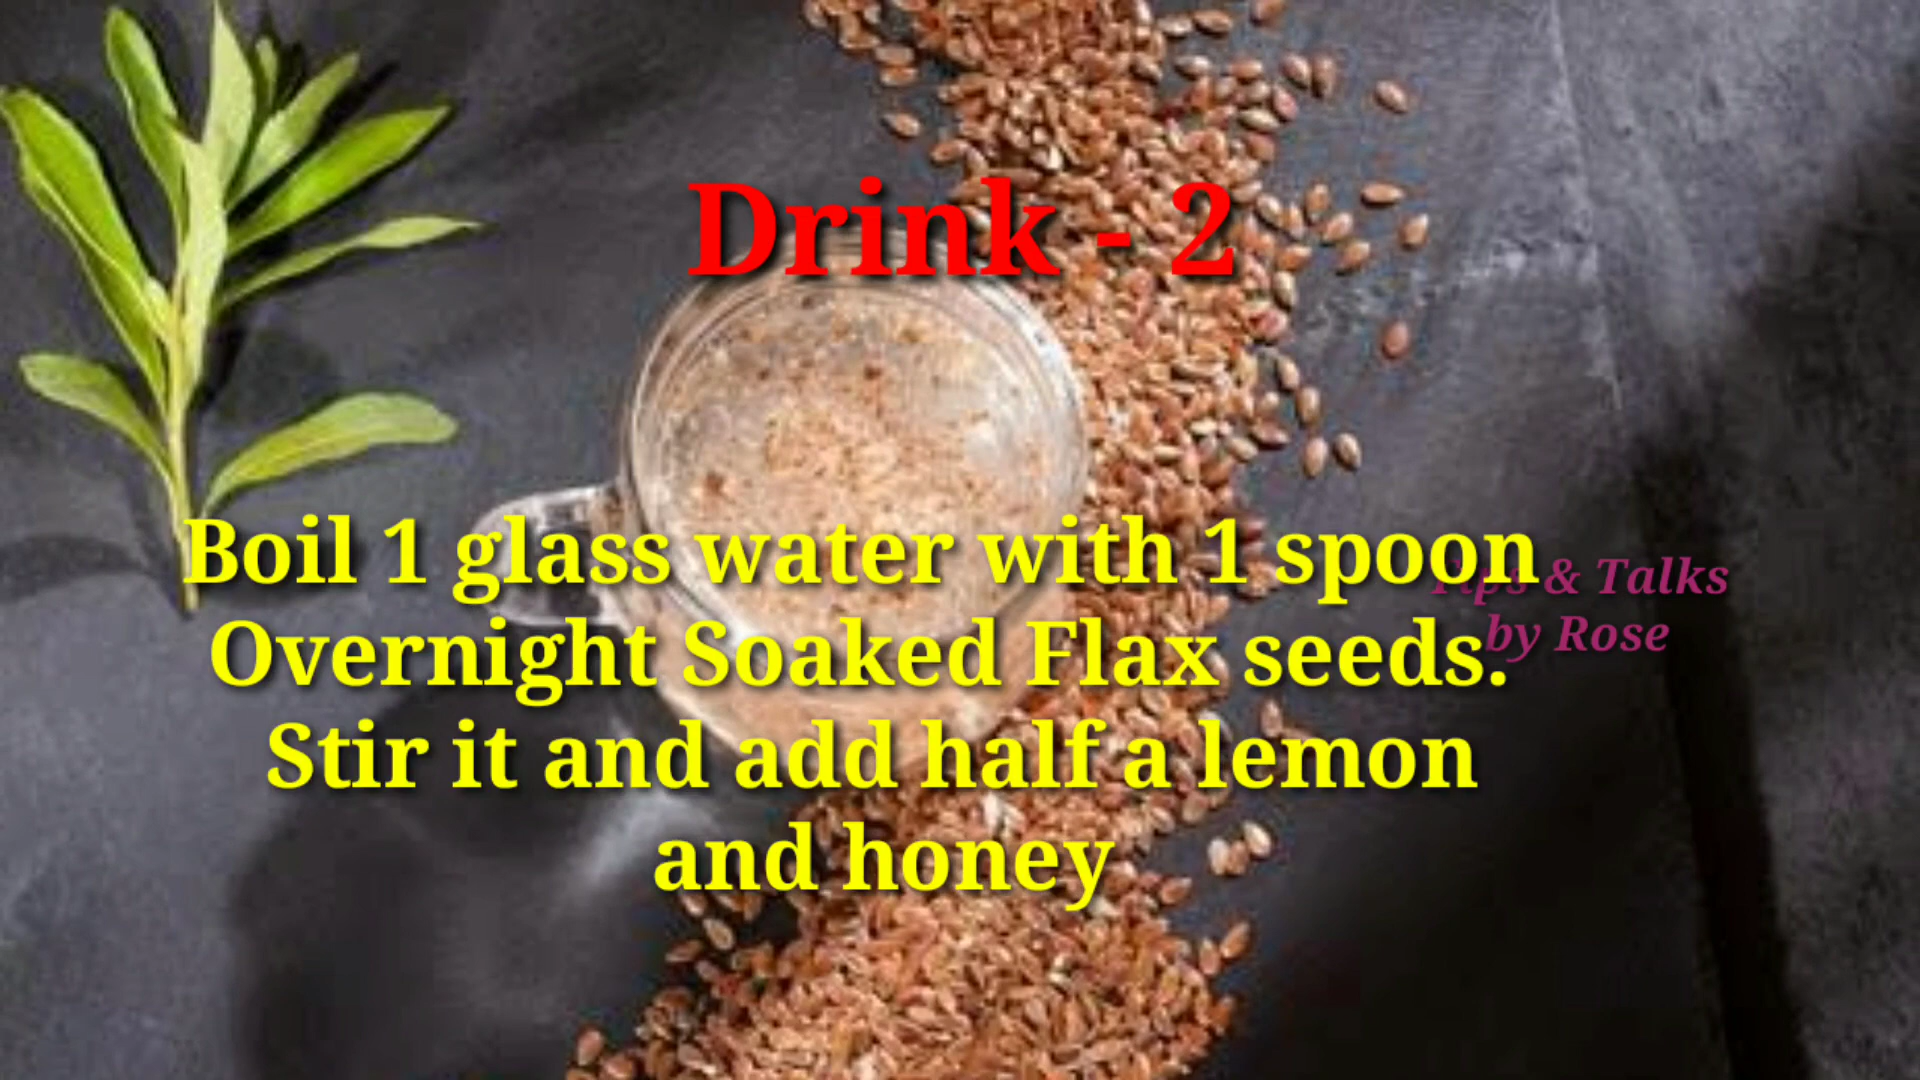 Drink - 2
Boil 1 glass water with 1 spoon
Overnight Soaked Flax seeds.
Stir it and add half a lemon
and honey
Tips & Talks
by Rose